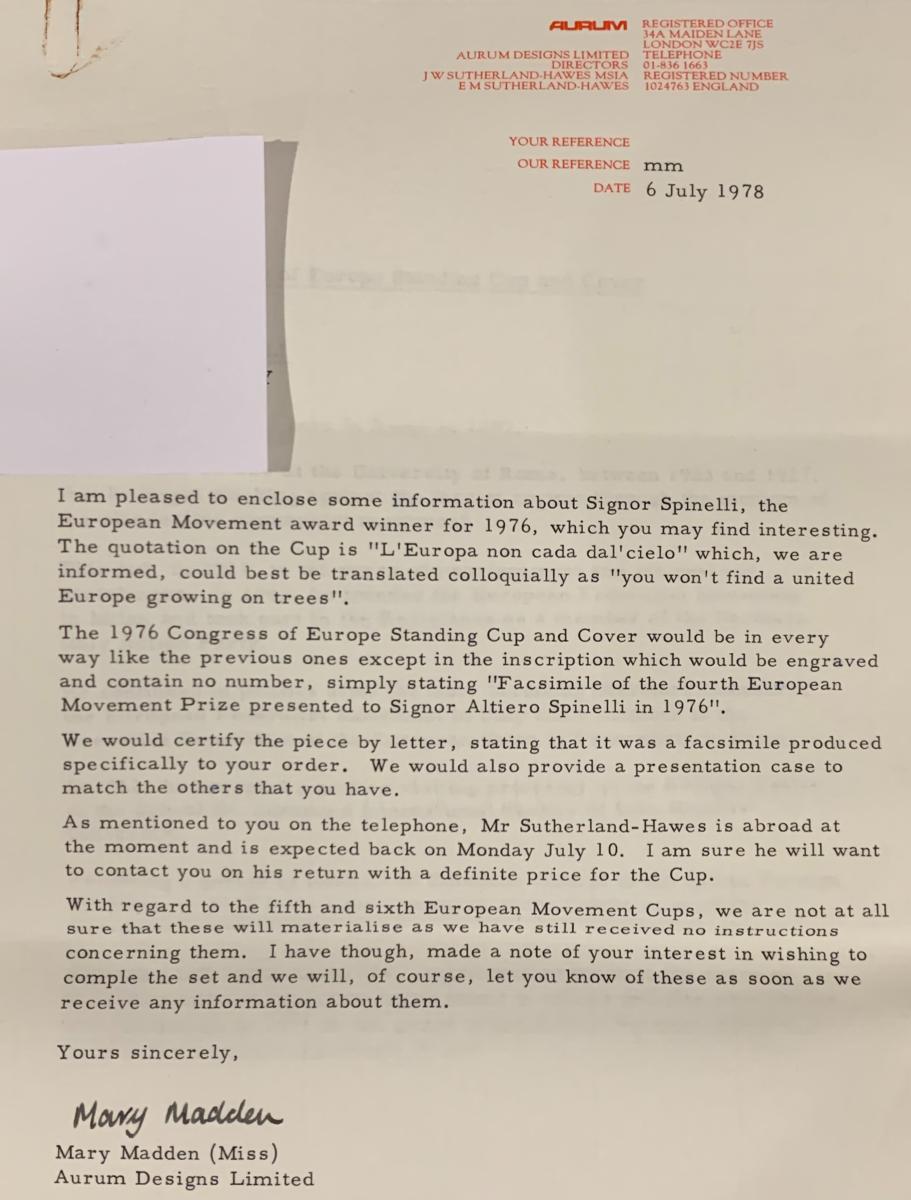 AURUM
REGISTERED OFFICE
34A MAIDEN LANE
LONDON WC2E 7JS
AURUM DESIGNS LIMITED TELEPHONE
DIRECTORS 01-836 1663
J W SUTHERLAND-HAWES MSIA REGISTERED NUMBER
E M SUTHERLAND-HAWES 1024763 ENGLAND
YOUR REFERENCE
OUR REFERENCE mm
DATE 6 July 1978
I am pleased to enclose some information about Signor Spinelli, the
European Movement award winner for 1976, which you may find interesting.
The quotation on the Cup is "L'Europa non cada dal'cielo" which, we are
informed, could best be translated colloquially as "you won't find a united
Europe growing on trees".
The 1976 Congress of Europe Standing Cup and Cover would be in every
way like the previous ones except in the inscription which would be engraved
and contain no number, simply stating "Facsimile of the fourth European
Movement Prize presented to Signor Altiero Spinelli in 1976".
We would certify the piece by letter, stating that it was a facsimile produced
specifically to your order. We would also provide a presentation case to
match the others that you have.
As mentioned to you on the telephone, Mr Sutherland-Hawes is abroad at
the moment and is expected back on Monday July 10. I am sure he will want
to contact you on his return with a definite price for the Cup.
With regard to the fifth and sixth European Movement Cups, we are not at all
sure that these will materialise as we have still received no instructions
concerning them. I have though, made a note of your interest in wishing to
comple the set and we will, of course, let you know of these as soon as we
receive any information about them.
Yours sincerely,
Mary Madden
Mary Madden (Miss)
Aurum Designs Limited